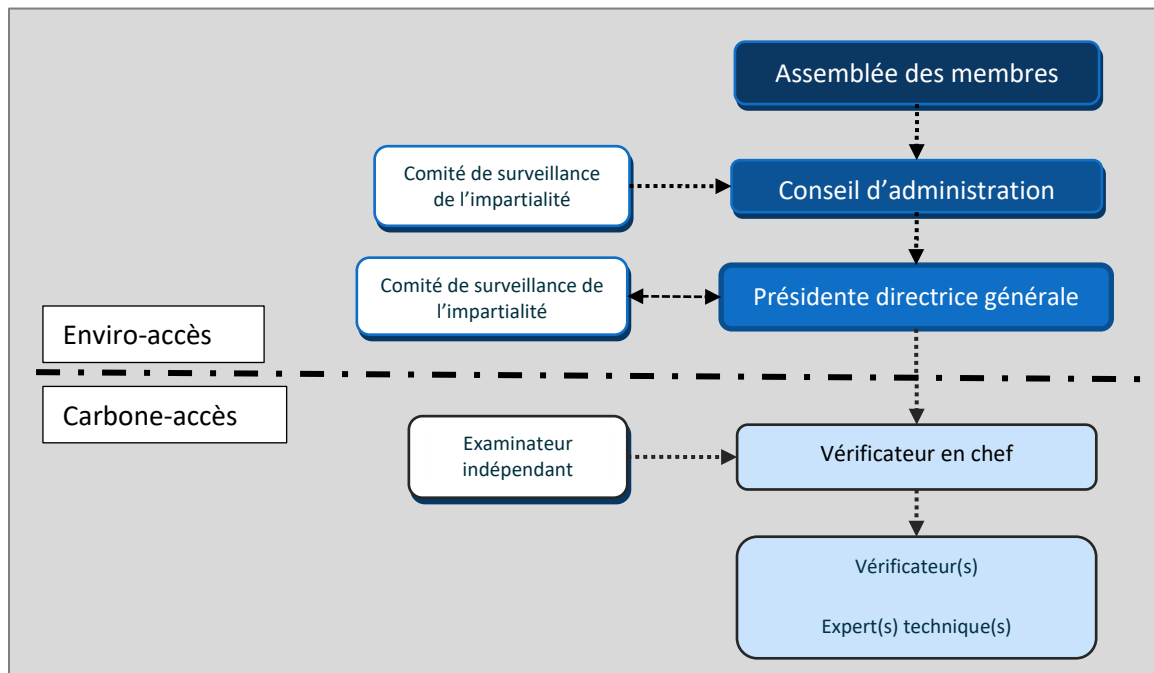 Assemblée des membres
Comité de surveillance
de l’impartialité
Conseil d’administration
Comité de surveillance de
l’impartialité
Présidente directrice générale
Enviro-accès
Carbone-accès
Examinateur
indépendant
Vérificateur en chef
Vérificateur(s)
Expert(s) technique(s)